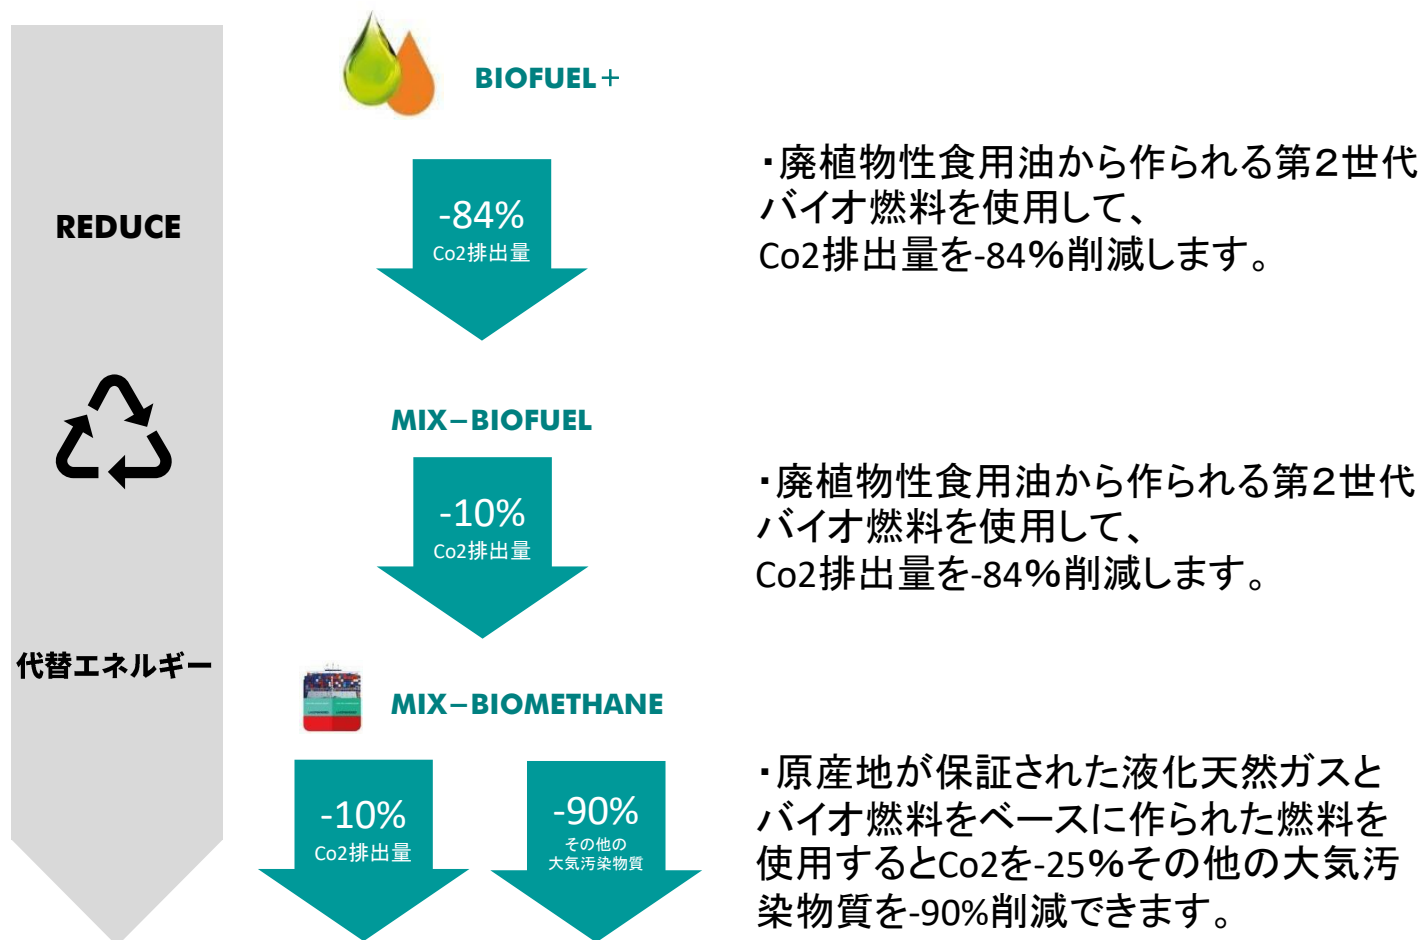 BIOFUEL+
REDUCE
-84%
Co2排出量
・廃植物性食用油から作られる第2世代
バイオ燃料を使用して、
Co2排出量を-84%削減します。
MIX-BIOFUEL
-10%
Co2排出量
・廃植物性食用油から作られる第2世代
バイオ燃料を使用して、
Co2排出量を-84%削減します。
代替エネルギー
MIX-BIOMETHANE
-10%
Co2排出量
-90%
その他の
大気汚染物質
・原産地が保証された液化天然ガスと
バイオ燃料をベースに作られた燃料を
使用するとCo2を-25%その他の大気汚
染物質を-90%削減できます。